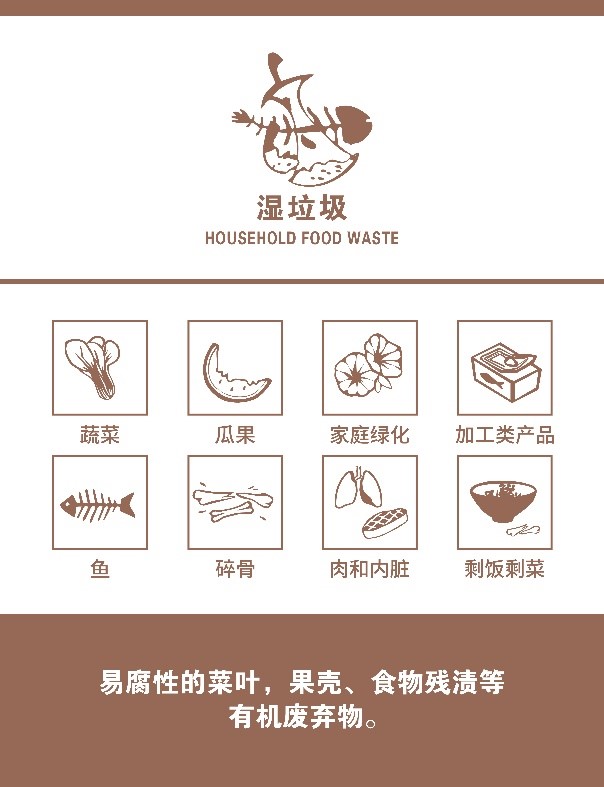 湿垃圾
HOUSEHOLD FOOD WASTE
蔬菜 瓜果 家庭绿化 加工类产品
鱼 碎骨 肉和内脏 剩饭剩菜
易腐性的菜叶，果壳、食物残渍等
有机废弃物。